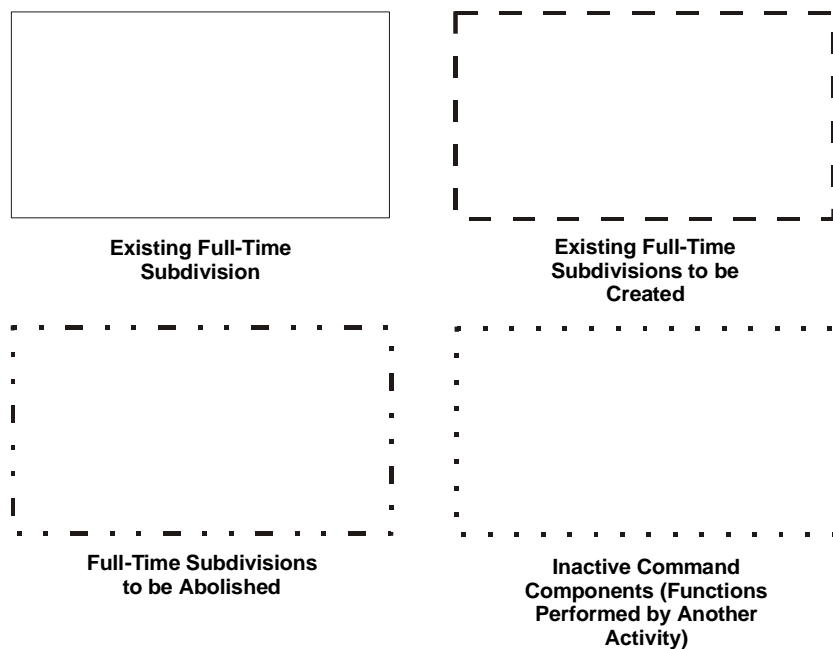 Existing Full-Time
Subdivision
Existing Full-Time
Subdivisions to be
Created
Full-Time Subdivisions
to be Abolished
Inactive Command
Components (Functions
Performed by Another
Activity)